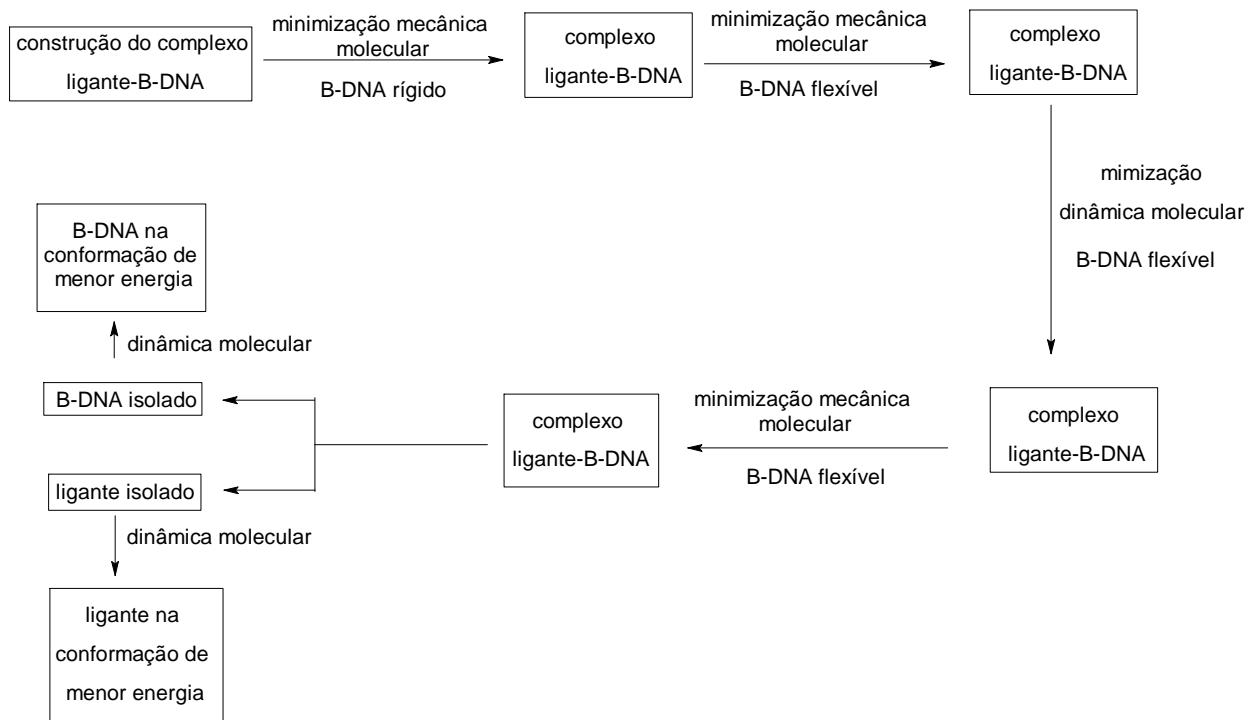 construção do complexo
ligante-B-DNA
minimização mecânica
molecular
B-DNA rígido
complexo
ligante-B-DNA
minimização mecânica
molecular
B-DNA flexível
complexo
ligante-B-DNA
mimização
dinâmica molecular
B-DNA flexível
complexo
ligante-B-DNA
minimização mecânica
molecular
B-DNA flexível
complexo
ligante-B-DNA
B-DNA isolado
dinâmica molecular
B-DNA na
conformação de
menor energia
ligante isolado
dinâmica molecular
ligante na
conformação de
menor energia